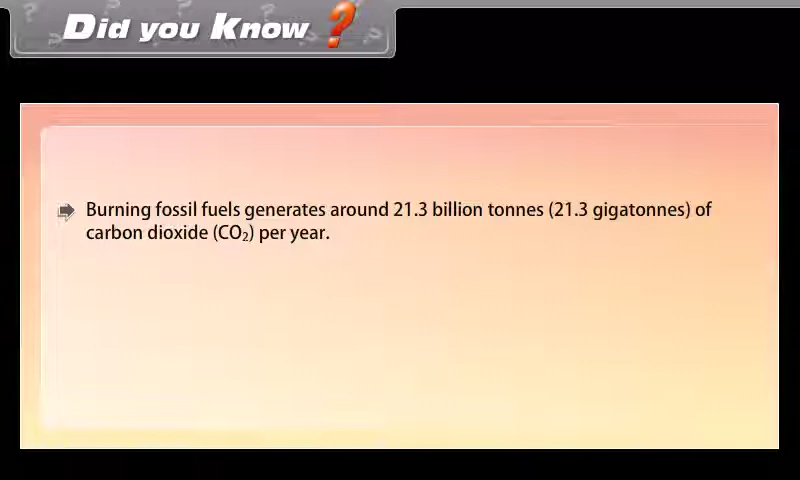 Did you Know ?
Burning fossil fuels generates around 21.3 billion tonnes (21.3 gigatonnes) of
carbon dioxide (CO₂) per year.